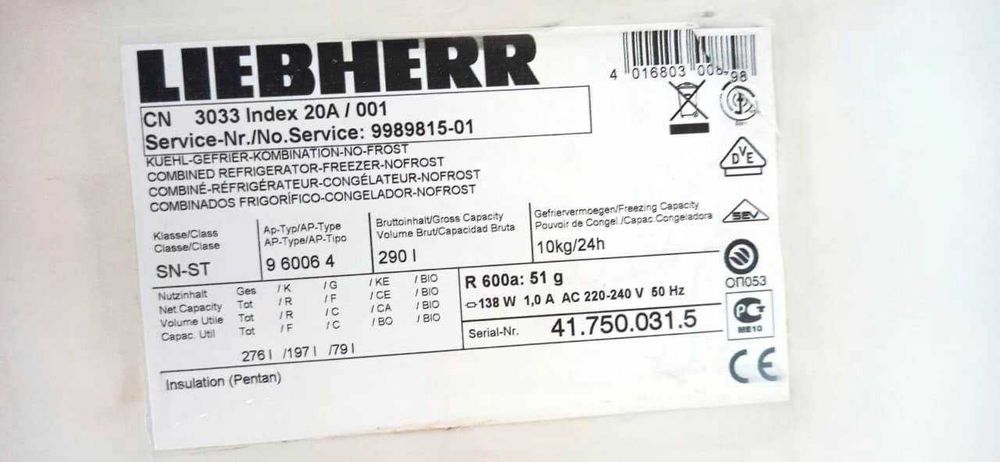 LIEBHERR
4 016803 008498
CN 3033 Index 20A / 001
Service-Nr./No.Service: 9989815-01
KUEHL-GEFRIER-KOMBINATION-NO-FROST
COMBINED REFRIGERATOR-FREEZER-NOFROST
COMBINÉ-RÉFRIGÉRATEUR-CONGÉLATEUR-NOFROST
COMBINADOS FRIGORÍFICO-CONGELADOR-NOFROST
DVE
SEV
Klasse/Class
Classe/Clase
SN-ST
Ap-Typ/AP-Type
AP-Type/AP-Tipo
9 6006 4
Bruttoinhalt/Gross Capacity
Volume Brut/Capacidad Bruta
290 l
Gefriervermoegen/Freezing Capacity
Pouvoir de Congel./Capac.Congeladora
10kg/24h
Nutzinhalt Ges / K / G / KE / BIO
Net.Capacity Tot / R / F / CE / BIO
Volume Utile Tot / R / C / CA / BIO
Capac. Util Tot / F / C / BO / BIO
276 l /197 l /79 l
R 600a: 51 g
138 W 1,0 A AC 220-240 V 50 Hz
Serial-Nr. 41.750.031.5
ОП053
РС
ME10
CE
Insulation (Pentan)